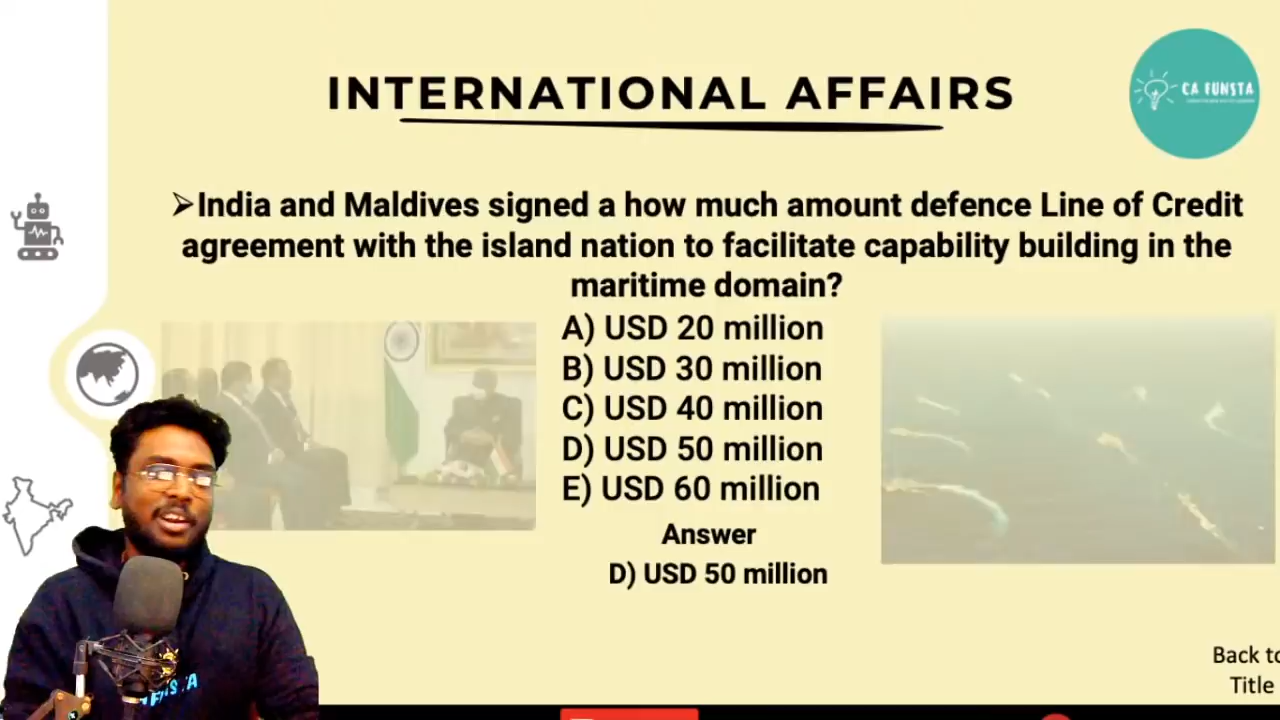 INTERNATIONAL AFFAIRS
CA FUNSTA
➢India and Maldives signed a how much amount defence Line of Credit
agreement with the island nation to facilitate capability building in the
maritime domain?
A) USD 20 million
B) USD 30 million
C) USD 40 million
D) USD 50 million
E) USD 60 million
Answer
D) USD 50 million
Back to
Title